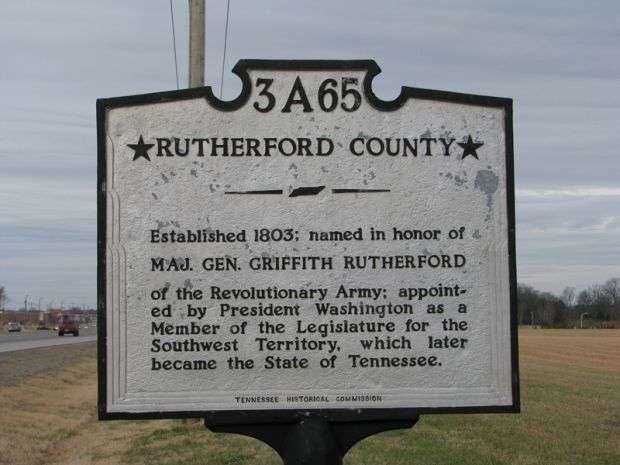 3A65
★RUTHERFORD COUNTY★
Established 1803; named in honor of
MAJ. GEN. GRIFFITH RUTHERFORD
of the Revolutionary Army; appoint-
ed by President Washington as a
Member of the Legislature for the
Southwest Territory, which later
became the State of Tennessee.
TENNESSEE HISTORICAL COMMISSION